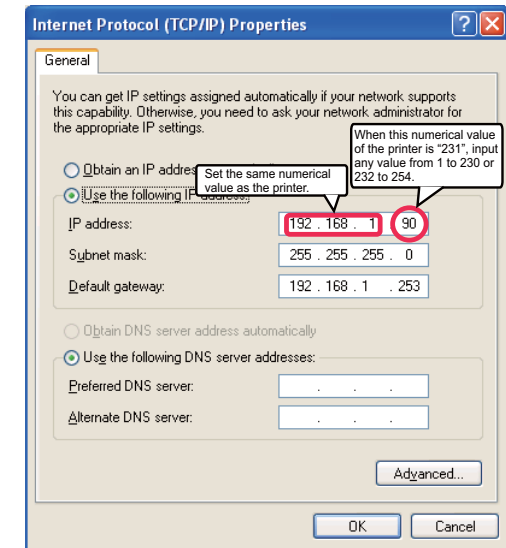 Internet Protocol (TCP/IP) Properties
General
You can get IP settings assigned automatically if your network supports
this capability. Otherwise, you need to ask your network administrator for
the appropriate IP settings.
When this numerical value
of the printer is “231”, input
any value from 1 to 230 or
232 to 254.
Obtain an IP address
Set the same numerical
value as the printer.
Use the following IP address:
IP address:
192 . 168 . 1 . 90
Subnet mask:
255 . 255 . 255 . 0
Default gateway:
192 . 168 . 1 . 253
Obtain DNS server address automatically
Use the following DNS server addresses:
Preferred DNS server:
. . .
Alternate DNS server:
. . .
Advanced...
OK
Cancel